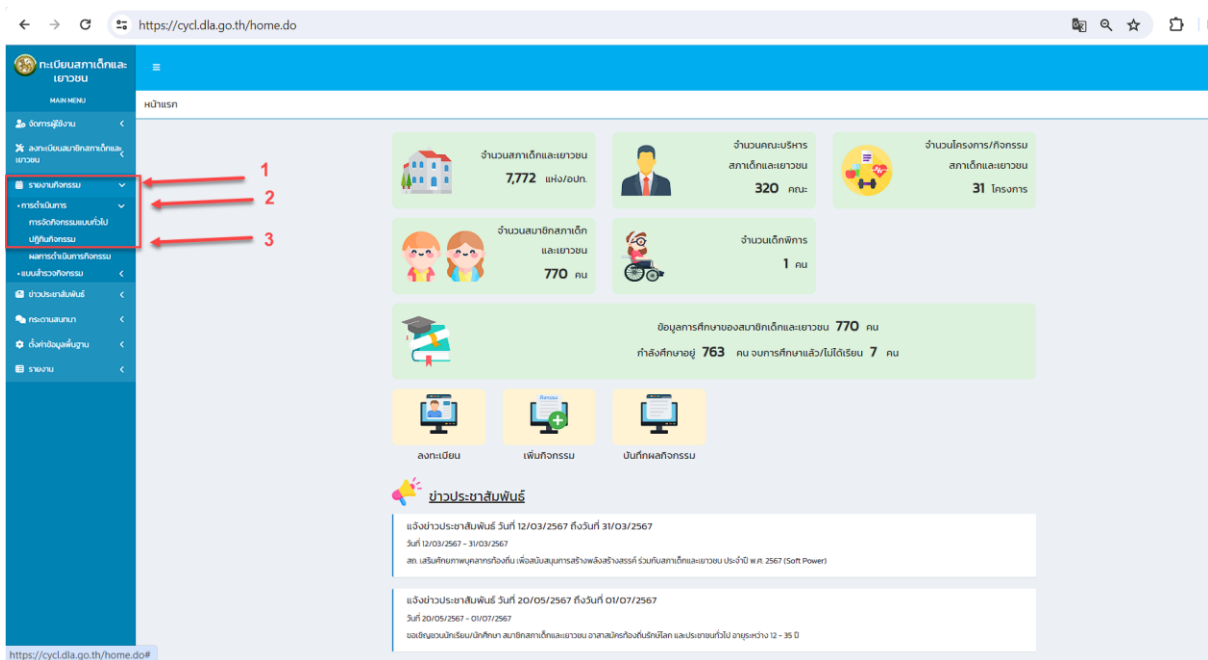 https://cycl.dla.go.th/home.do
ทะเบียนสภาเด็กและ
เยาวชน
MAIN MENU
หน้าแรก
จัดการผู้ใช้งาน
ลงทะเบียนสมาชิกสภาเด็กและ
เยาวชน
รายงานกิจกรรม
1
•การดำเนินการ
2
การจัดกิจกรรมแบบทั่วไป
ปฏิทินกิจกรรม
3
ผลการดำเนินการกิจกรรม
•แบบสำรวจกิจกรรม
ข่าวประชาสัมพันธ์
กระดานสนทนา
ตั้งค่าข้อมูลพื้นฐาน
รายงาน
จำนวนสภาเด็กและเยาวชน
7,772 แห่ง/อปท.
จำนวนคณะบริหาร
สภาเด็กและเยาวชน
320 คณะ
จำนวนโครงการ/กิจกรรม
สภาเด็กและเยาวชน
31 โครงการ
จำนวนสมาชิกสภาเด็ก
และเยาวชน
770 คน
จำนวนเด็กพิการ
1 คน
ข้อมูลการศึกษาของสมาชิกเด็กและเยาวชน 770 คน
กำลังศึกษาอยู่ 763 คน จบการศึกษาแล้ว/ไม่ได้เรียน 7 คน
ลงทะเบียน
กิจกรรม
เพิ่มกิจกรรม
บันทึกผลกิจกรรม
ข่าวประชาสัมพันธ์
แจ้งข่าวประชาสัมพันธ์ วันที่ 12/03/2567 ถึงวันที่ 31/03/2567
วันที่ 12/03/2567 - 31/03/2567
สถ. เสริมศักยภาพบุคลากรท้องถิ่น เพื่อสนับสนุนการสร้างพลังสร้างสรรค์ ร่วมกับสภาเด็กและเยาวชน ประจำปี พ.ศ. 2567 (Soft Power)
แจ้งข่าวประชาสัมพันธ์ วันที่ 20/05/2567 ถึงวันที่ 01/07/2567
วันที่ 20/05/2567 - 01/07/2567
ขอเชิญชวนนักเรียน/นักศึกษา สมาชิกสภาเด็กและเยาวชน อาสาสมัครท้องถิ่นรักษ์โลก และประชาชนทั่วไป อายุระหว่าง 12 - 35 ปี
https://cycl.dla.go.th/home.do#